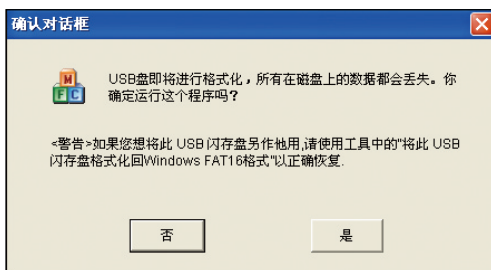 确认对话框
USB盘即将进行格式化，所有在磁盘上的数据都会丢失。你
确定运行这个程序吗?
M
F C
<警告>如果您想将此 USB 闪存盘另作他用,请使用工具中的"将此 USB
闪存盘格式化回Windows FAT16格式"以正确恢复.
否 是